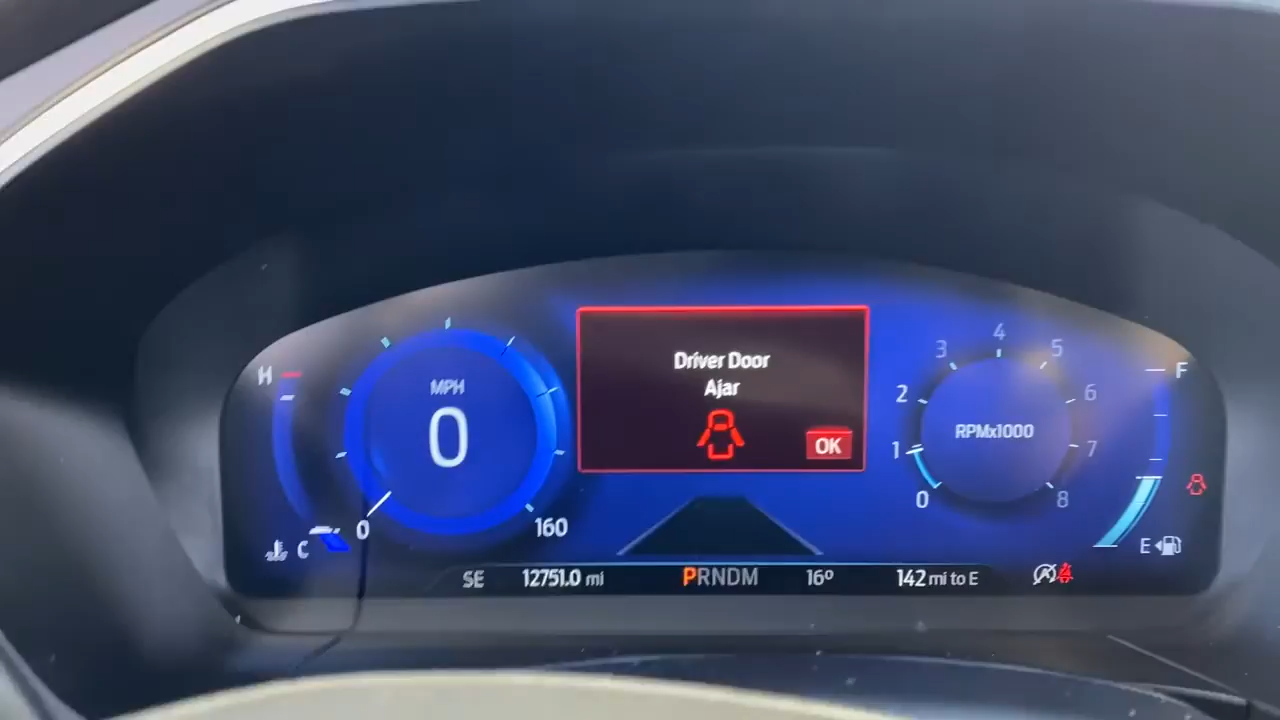 Driver Door
Ajar
OK
H
C
MPH
0
0
160
0
1
2
3
4
5
6
7
8
RPMx1000
F
E
SE
12751.0 mi
PRNDM
16º
142 mi to E